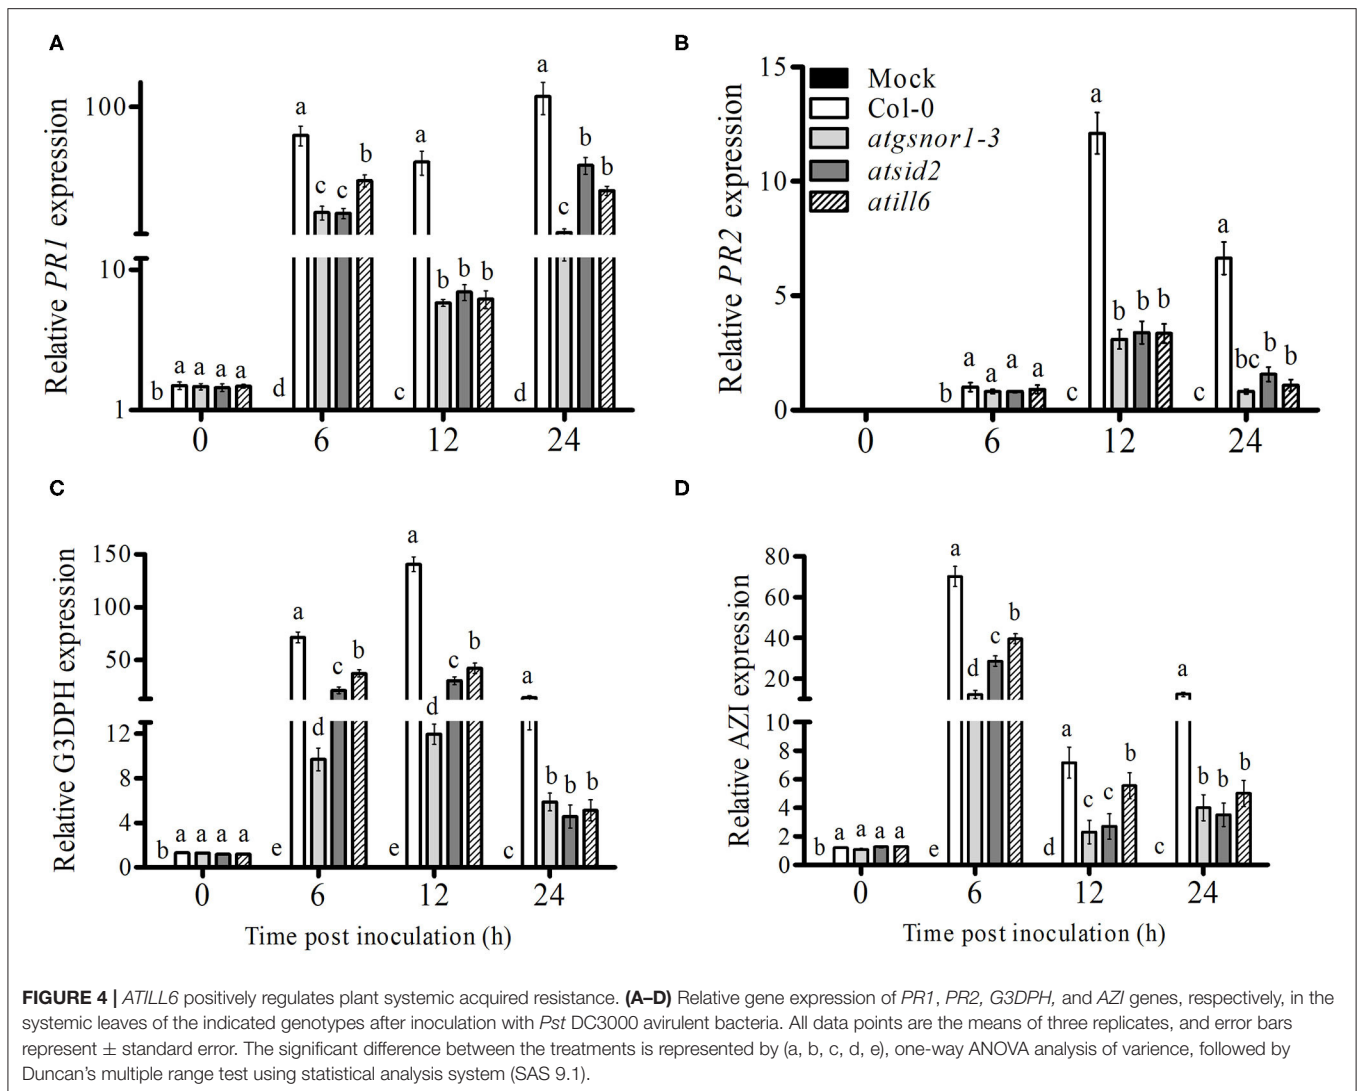 A
Relative PR1 expression
100
10
1
b a a a a
d a c c b
c a b b b
d a c b b
0 6 12 24
B
Relative PR2 expression
15
10
5
0
Mock
Col-0
atgsnor1-3
atsid2
atill6
b a a a a
c a b b b
c a bc b b
0 6 12 24
C
Relative G3DPH expression
150
100
50
12
8
4
0
b a a a a
e a d c b
e a d c b
c a b b b
0 6 12 24
Time post inoculation (h)
D
Relative AZI expression
80
60
40
20
10
8
6
4
2
0
b a a a a
e a d c b
d a c c b
c a b b b
0 6 12 24
Time post inoculation (h)
FIGURE 4 | ATILL6 positively regulates plant systemic acquired resistance. (A–D) Relative gene expression of PR1, PR2, G3DPH, and AZI genes, respectively, in the
systemic leaves of the indicated genotypes after inoculation with Pst DC3000 avirulent bacteria. All data points are the means of three replicates, and error bars
represent ± standard error. The significant difference between the treatments is represented by (a, b, c, d, e), one-way ANOVA analysis of varience, followed by
Duncan's multiple range test using statistical analysis system (SAS 9.1).